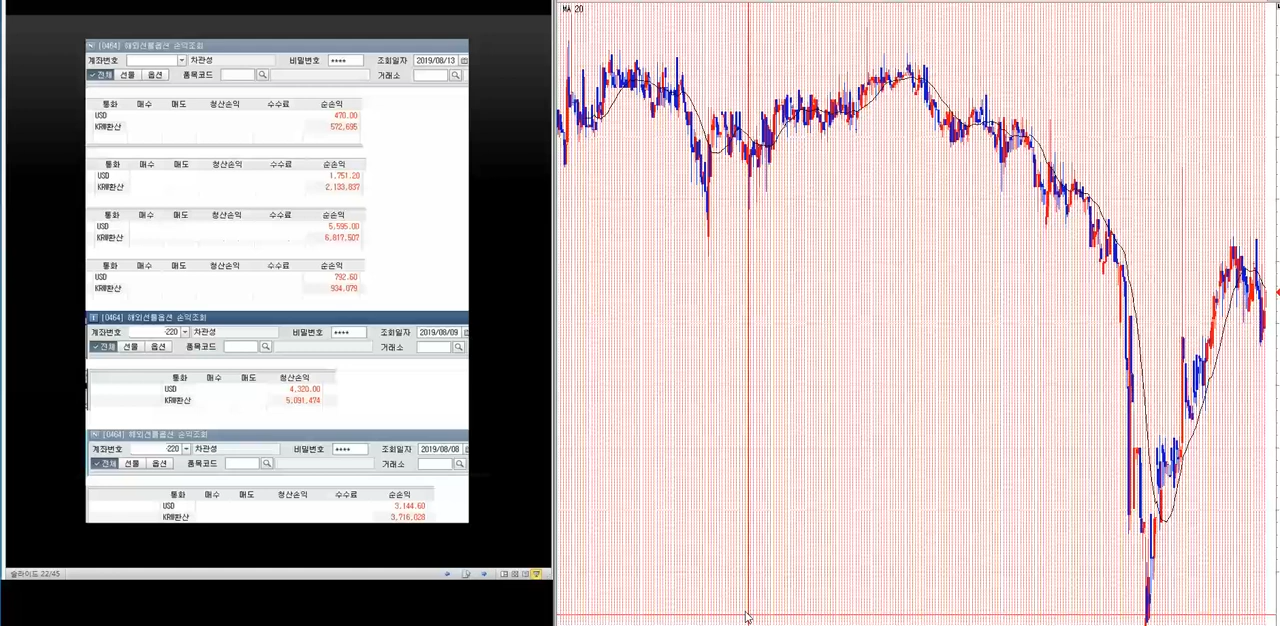 [0464] 해외선물옵션 손익조회
계좌번호 차관성 비밀번호 **** 조회일자 2019/08/13
전체 선물 옵션 품목코드 거래소
통화 매수 매도 청산손익 수수료 순손익
USD 470.00
KRW환산 572,695
통화 매수 매도 청산손익 수수료 순손익
USD 1,751.20
KRW환산 2,133,837
통화 매수 매도 청산손익 수수료 순손익
USD 5,595.00
KRW환산 6,817,507
통화 매수 매도 청산손익 수수료 순손익
USD 792.60
KRW환산 934,079
[0464] 해외선물옵션 손익조회
계좌번호 -220 차관성 비밀번호 **** 조회일자 2019/08/09
전체 선물 옵션 품목코드 거래소
통화 매수 매도 청산손익
USD 4,320.00
KRW환산 5,091,474
[0464] 해외선물옵션 손익조회
계좌번호 -220 차관성 비밀번호 **** 조회일자 2019/08/08
전체 선물 옵션 품목코드 거래소
통화 매수 매도 청산손익 수수료 순손익
USD 3,144.60
KRW환산 3,716,028
슬라이드 22/45
MA 20